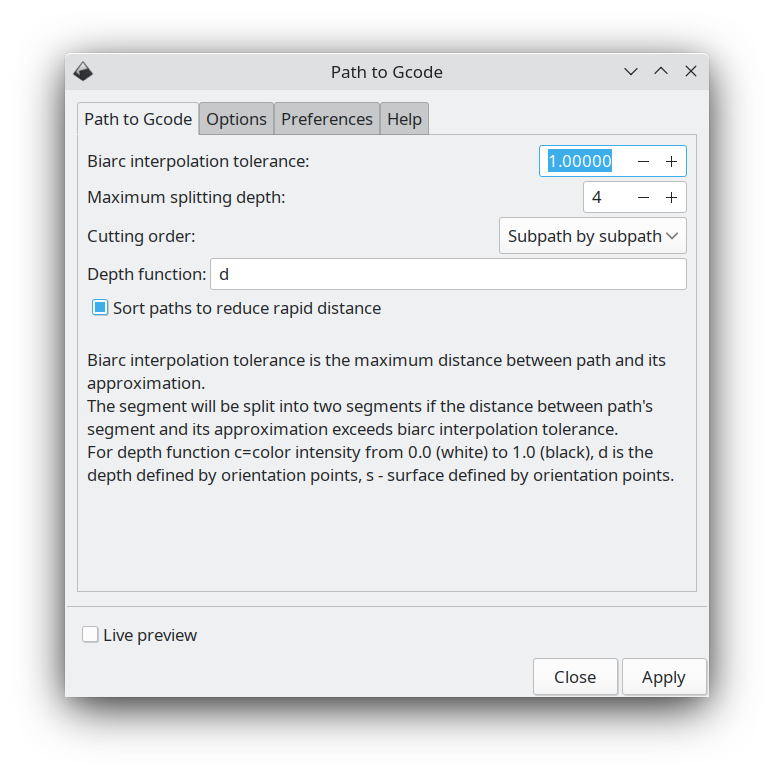 Path to Gcode
Path to Gcode Options Preferences Help
Biarc interpolation tolerance: 1.00000
Maximum splitting depth: 4
Cutting order: Subpath by subpath
Depth function: d
Sort paths to reduce rapid distance
Biarc interpolation tolerance is the maximum distance between path and its
approximation.
The segment will be split into two segments if the distance between path's
segment and its approximation exceeds biarc interpolation tolerance.
For depth function c=color intensity from 0.0 (white) to 1.0 (black), d is the
depth defined by orientation points, s - surface defined by orientation points.
Live preview
Close Apply